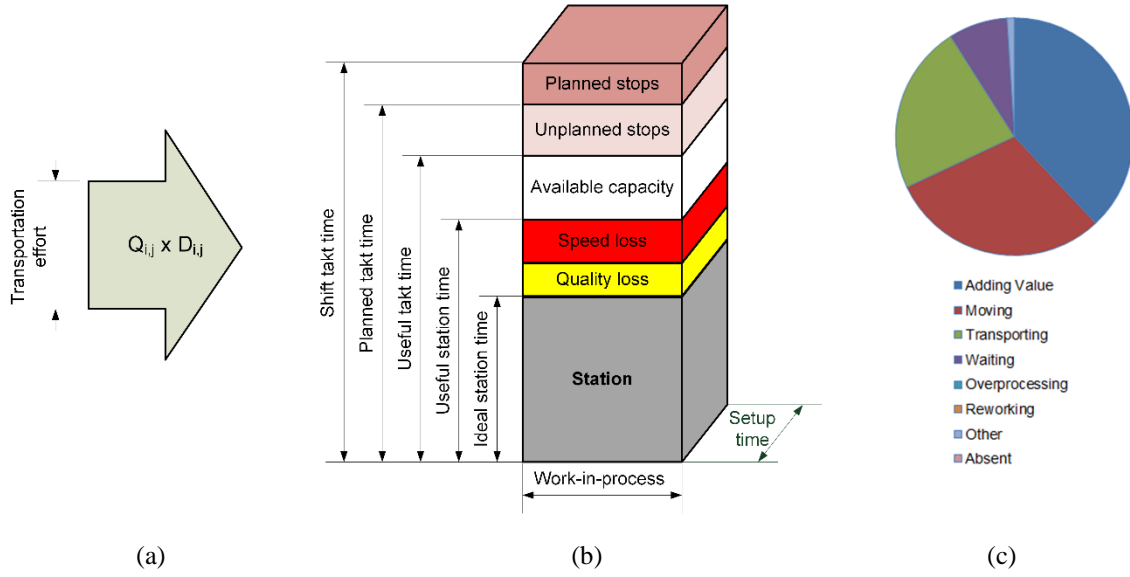 Transportation
effort
Qi,j x Di,j
Shift takt time
Planned takt time
Useful takt time
Useful station time
Ideal station time
Planned stops
Unplanned stops
Available capacity
Speed loss
Quality loss
Station
Setup
time
Work-in-process
Adding Value
Moving
Transporting
Waiting
Overprocessing
Reworking
Other
Absent
(a)
(b)
(c)